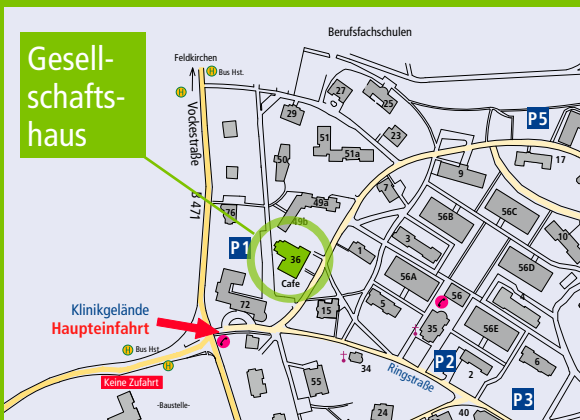 Berufsfachschulen
Gesell-
schafts-
haus
Feldkirchen
H Bus Hst.
H
Vockestraße
B 471
27
25
29
23
P5
51
51a
50
17
9
7
49a
49b
76
56B
56C
10
P1
36
Cafe
1
3
56D
56A
56
4
5
72
15
35
56E
Klinikgelände
Haupteinfahrt
H Bus Hst.
H
Keine Zufahrt
P2
6
34
2
Ringstraße
55
P3
-Baustelle-
24
40